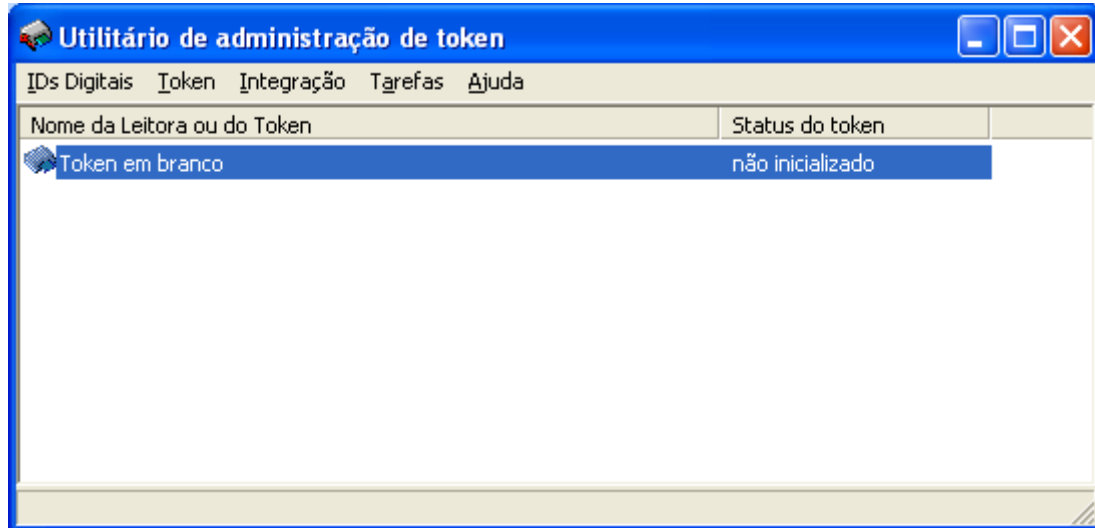 Utilitário de administração de token
IDs Digitais Token Integração Tarefas Ajuda
Nome da Leitora ou do Token Status do token
Token em branco não inicializado